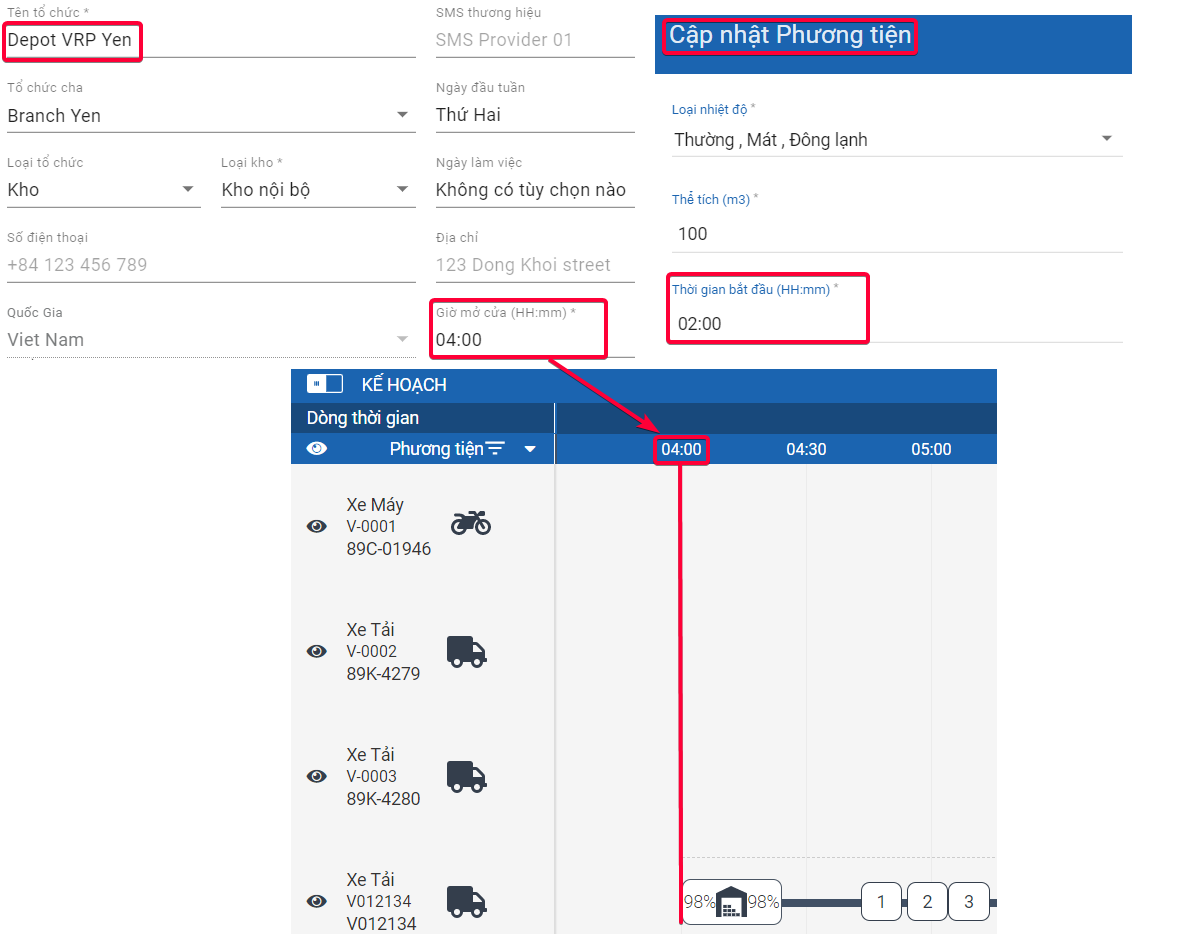 Tên tổ chức *
Depot VRP Yen
SMS thương hiệu
SMS Provider 01
Tổ chức cha
Branch Yen
Ngày đầu tuần
Thứ Hai
Loại tổ chức
Kho
Loại kho *
Kho nội bộ
Ngày làm việc
Không có tùy chọn nào
Số điện thoại
+84 123 456 789
Địa chỉ
123 Dong Khoi street
Quốc Gia
Viet Nam
Giờ mở cửa (HH:mm) *
04:00
Cập nhật Phương tiện
Loại nhiệt độ *
Thường , Mát , Đông lạnh
Thể tích (m3) *
100
Thời gian bắt đầu (HH:mm) *
02:00
KẾ HOẠCH
Dòng thời gian
Phương tiện
04:00 04:30 05:00
Xe Máy
V-0001
89C-01946
Xe Tải
V-0002
89K-4279
Xe Tải
V-0003
89K-4280
Xe Tải
V012134
V012134
98% 98% 1 2 3